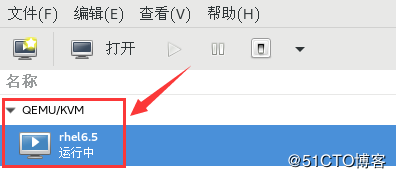 文件(F) 编辑(E) 查看(V) 帮助(H)
打开
名称
QEMU/KVM
rhel6.5
运行中
@51CTO博客